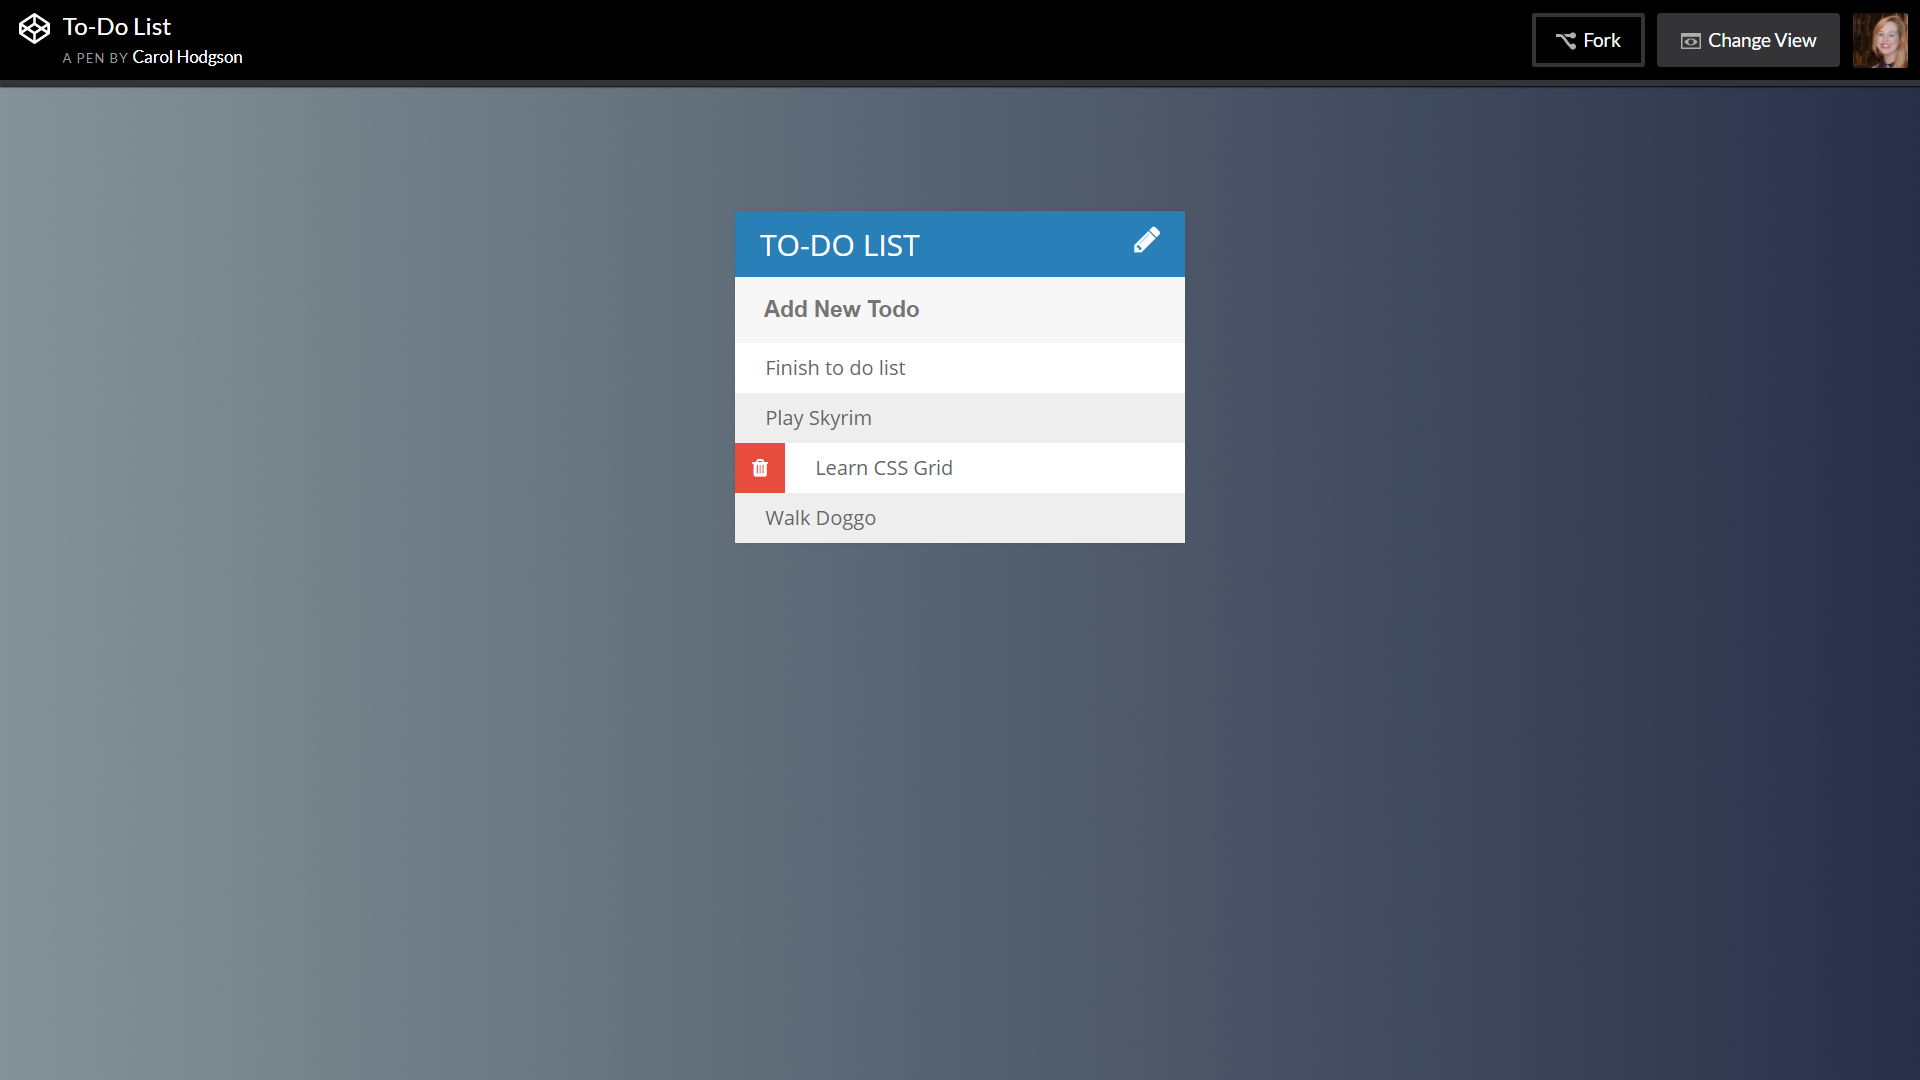 To-Do List
A PEN BY Carol Hodgson
Fork
Change View
TO-DO LIST
Add New Todo
Finish to do list
Play Skyrim
Learn CSS Grid
Walk Doggo